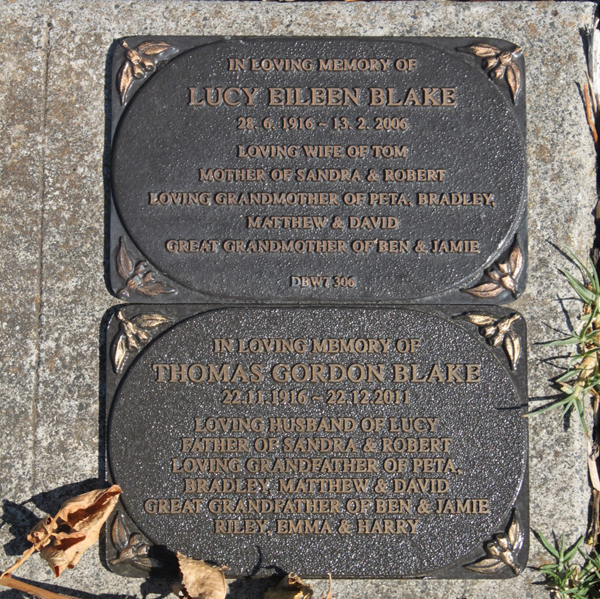 IN LOVING MEMORY OF
LUCY EILEEN BLAKE
28. 6. 1916 ~ 13. 2. 2006
LOVING WIFE OF TOM
MOTHER OF SANDRA & ROBERT
LOVING GRANDMOTHER OF PETA, BRADLEY,
MATTHEW & DAVID
GREAT GRANDMOTHER OF BEN & JAMIE
DBW7 306
IN LOVING MEMORY OF
THOMAS GORDON BLAKE
22.11.1916 ~ 22.12.2011
LOVING HUSBAND OF LUCY
FATHER OF SANDRA & ROBERT
LOVING GRANDFATHER OF PETA,
BRADLEY, MATTHEW & DAVID
GREAT GRANDFATHER OF BEN & JAMIE
RILEY, EMMA & HARRY